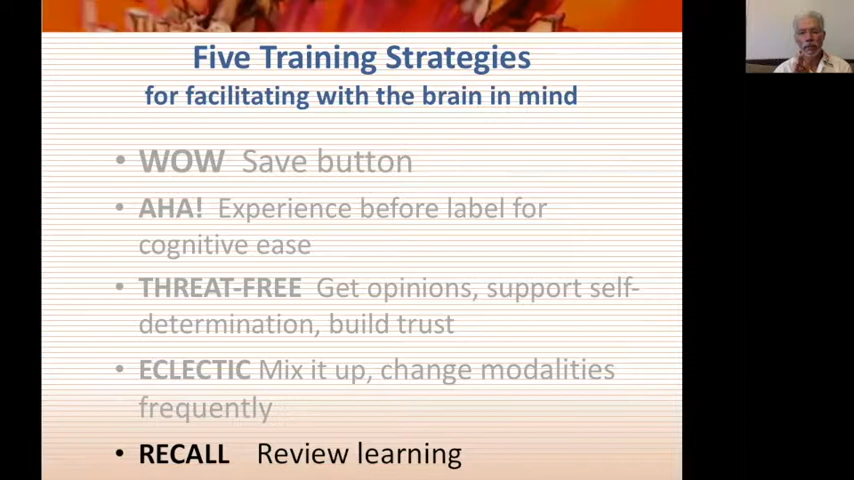 Five Training Strategies
for facilitating with the brain in mind
• WOW Save button
• AHA! Experience before label for
cognitive ease
• THREAT-FREE Get opinions, support self-
determination, build trust
• ECLECTIC Mix it up, change modalities
frequently
• RECALL Review learning